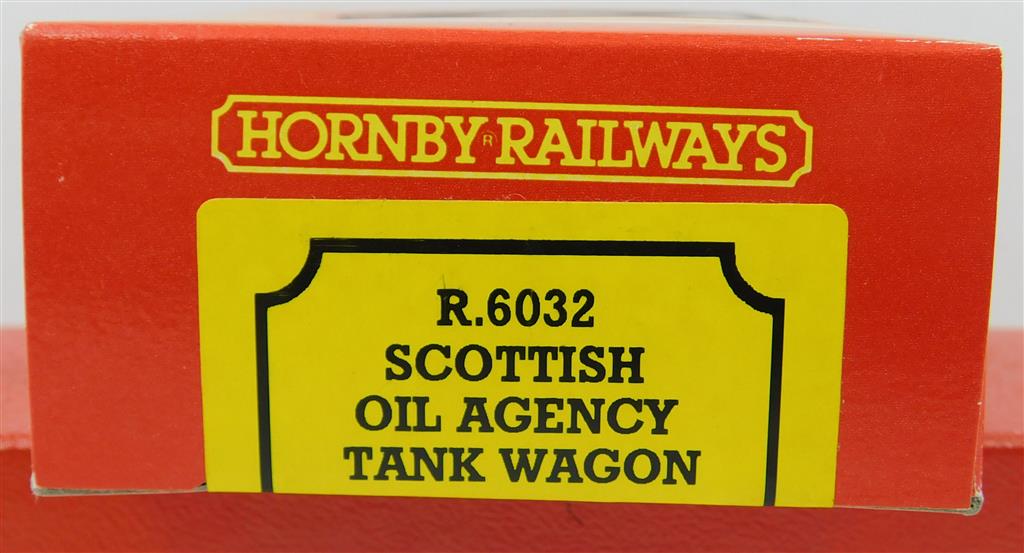 HORNBY® RAILWAYS
R.6032
SCOTTISH
OIL AGENCY
TANK WAGON